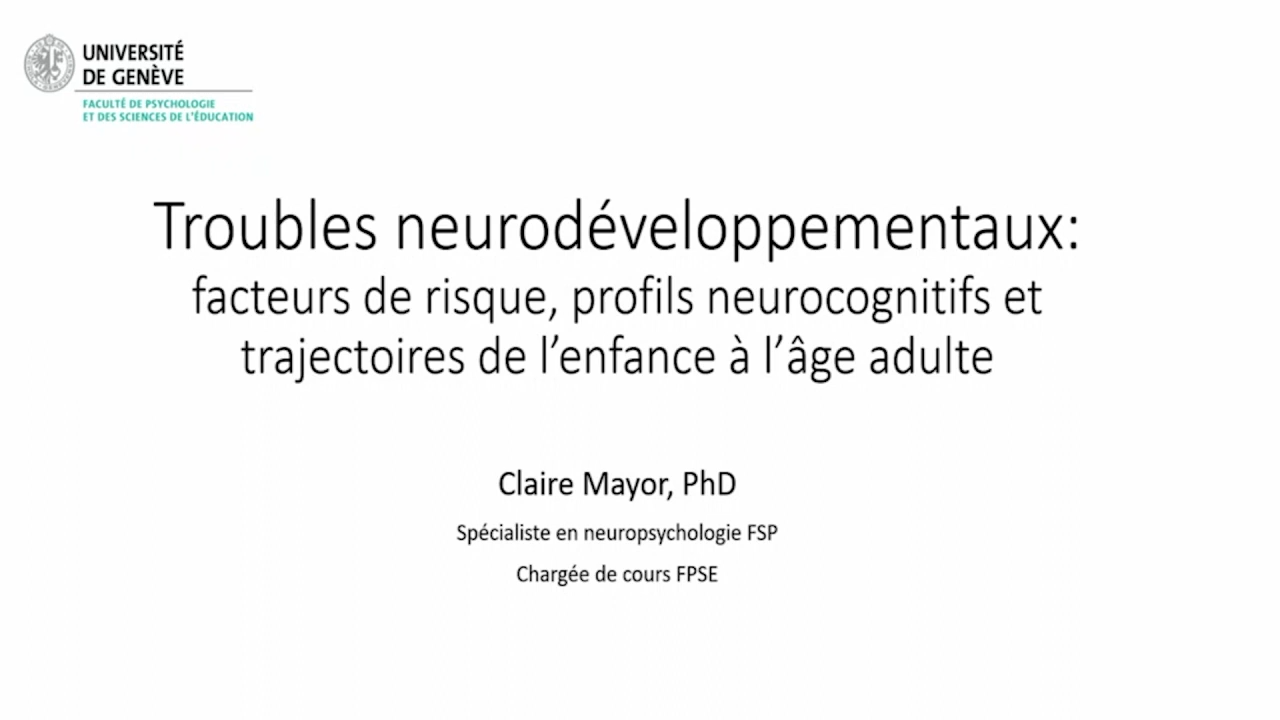 UNIVERSITÉ
DE GENÈVE
FACULTÉ DE PSYCHOLOGIE
ET DES SCIENCES DE L'ÉDUCATION
Troubles neurodéveloppementaux:
facteurs de risque, profils neurocognitifs et
trajectoires de l’enfance à l’âge adulte
Claire Mayor, PhD
Spécialiste en neuropsychologie FSP
Chargée de cours FPSE